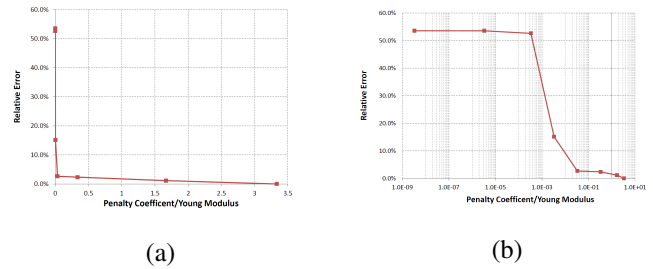 60.0%
50.0%
40.0%
30.0%
20.0%
10.0%
0.0%
Relative Error
0 0.5 1 1.5 2 2.5 3 3.5
Penalty Coefficent/Young Modulus
(a)
60.0%
50.0%
40.0%
30.0%
20.0%
10.0%
0.0%
Relative Error
1.0E-09 1.0E-07 1.0E-05 1.0E-03 1.0E-01 1.0E+01
Penalty Coefficent/Young Modulus
(b)